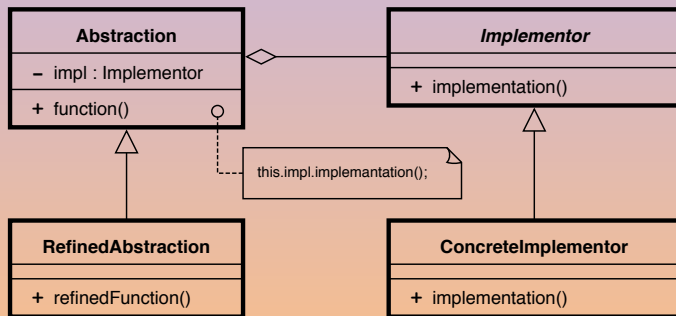 Abstraction
- impl : Implementor
+ function()
Implementor
+ implementation()
this.impl.implemantation();
RefinedAbstraction
+ refinedFunction()
ConcreteImplementor
+ implementation()